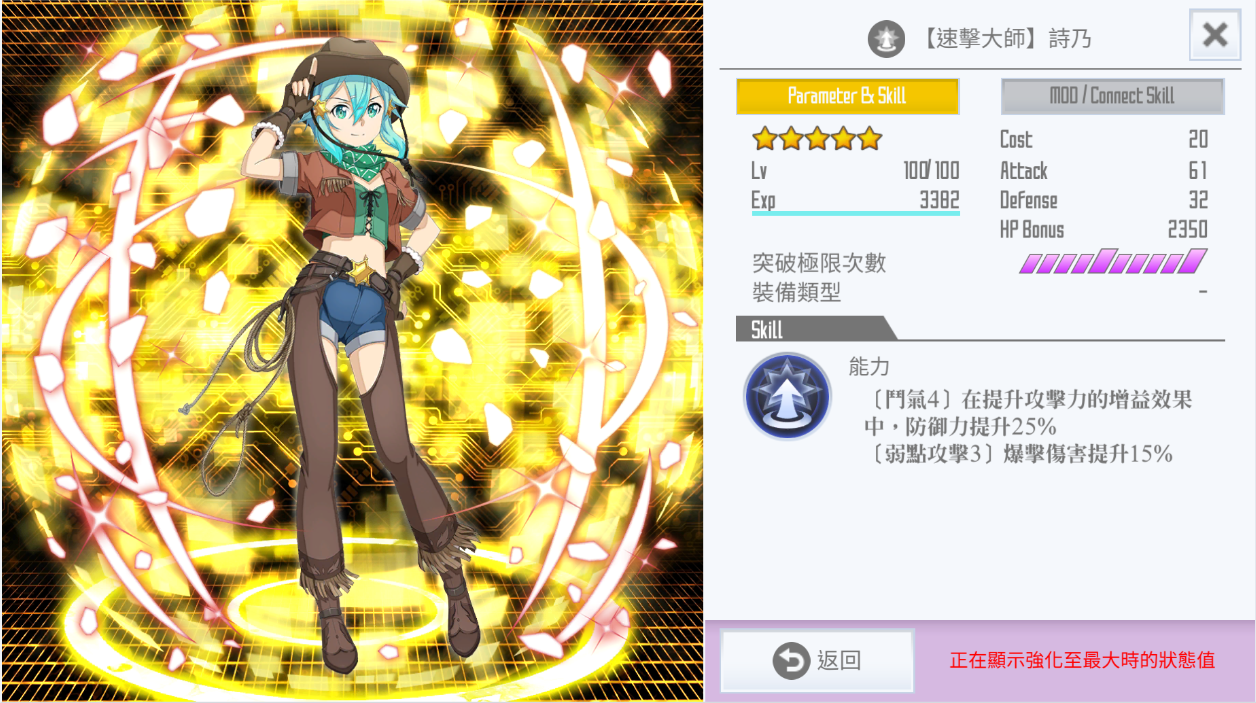 【速擊大師】詩乃
Parameter & Skill
MOD / Connect Skill
Lv 100/100
Exp 3382
Cost 20
Attack 61
Defense 32
HP Bonus 2350
突破極限次數
裝備類型 -
Skill
能力
〔鬥氣4〕在提升攻擊力的增益效果
中，防御力提升25%
〔弱點攻擊3〕爆擊傷害提升15%
返回
正在顯示強化至最大時的狀態值